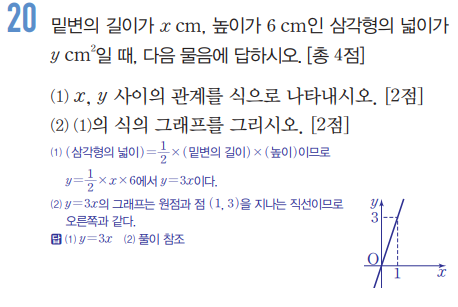 20 밑변의 길이가 x cm, 높이가 6 cm인 삼각형의 넓이가
y cm²일 때, 다음 물음에 답하시오. [총 4점]
(1) x, y 사이의 관계를 식으로 나타내시오. [2점]
(2) (1)의 식의 그래프를 그리시오. [2점]
(1) (삼각형의 넓이)=1/2×(밑변의 길이)×(높이)이므로
y=1/2×x×6에서 y=3x이다.
(2) y=3x의 그래프는 원점과 점 (1, 3)을 지나는 직선이므로
오른쪽과 같다.
답 (1) y=3x (2) 풀이 참조
y
3
O
1
x